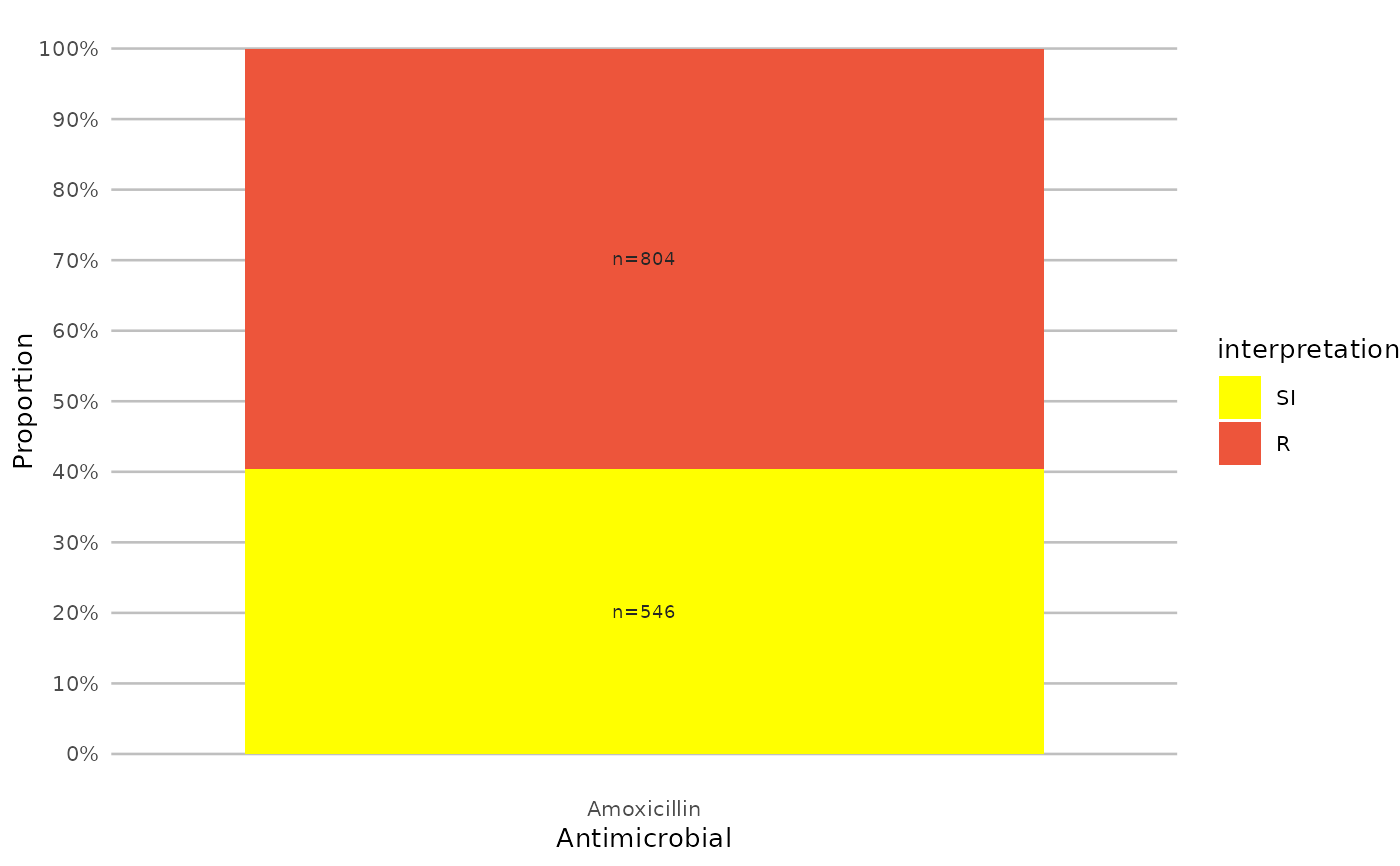 100%
90%
80%
70%
60%
50%
40%
30%
20%
10%
0%
Proportion
n=804
n=546
Amoxicillin
Antimicrobial
interpretation
SI
R